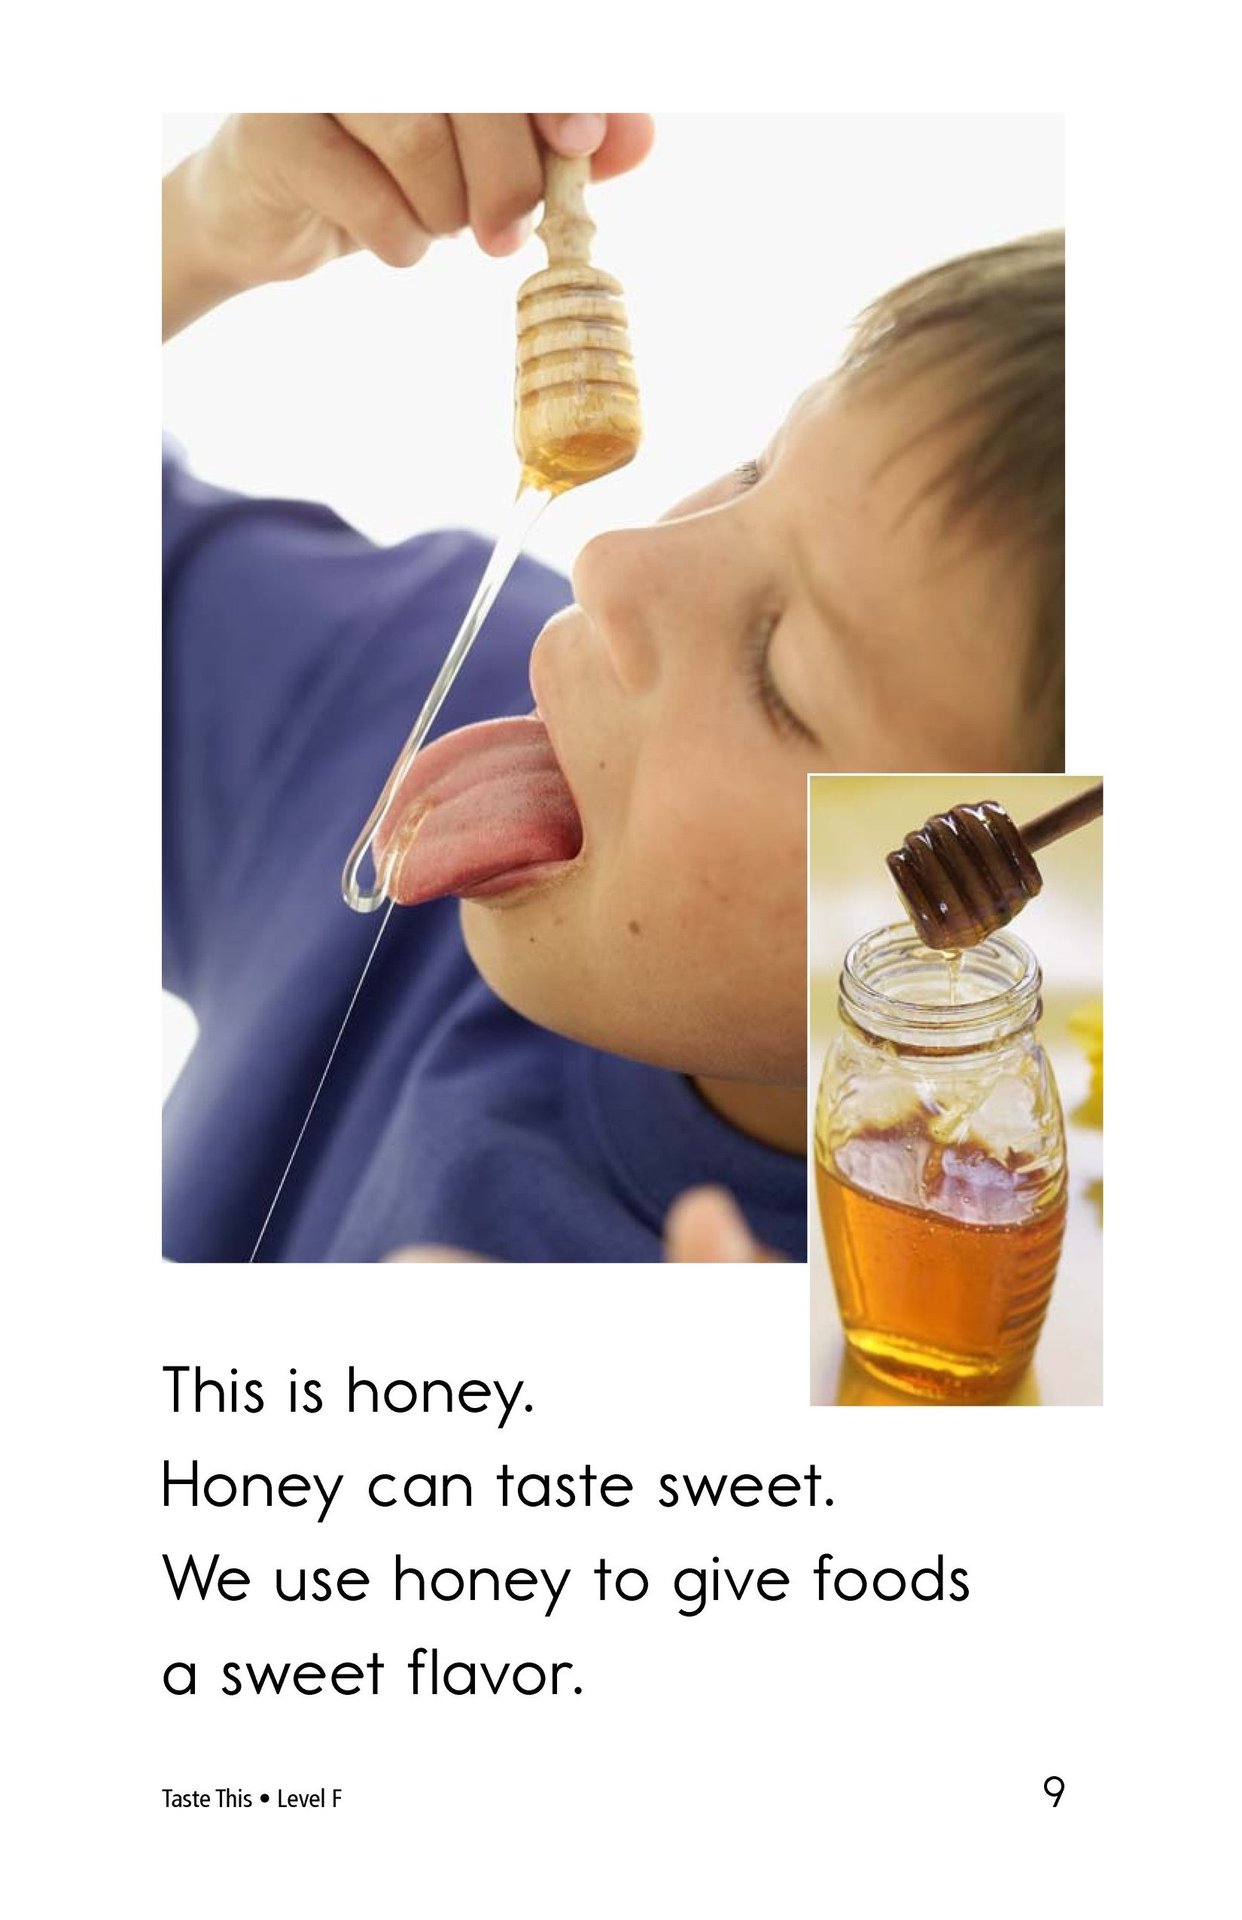 This is honey.
Honey can taste sweet.
We use honey to give foods
a sweet flavor.
Taste This • Level F
9